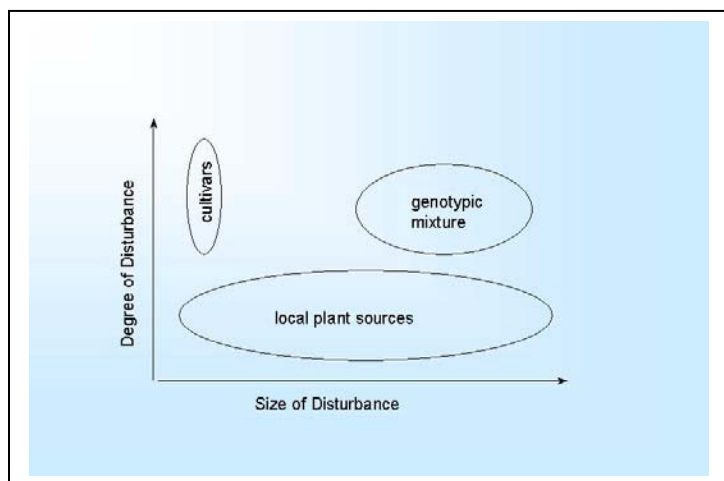 Degree of Disturbance
cultivars
genotypic
mixture
local plant sources
Size of Disturbance